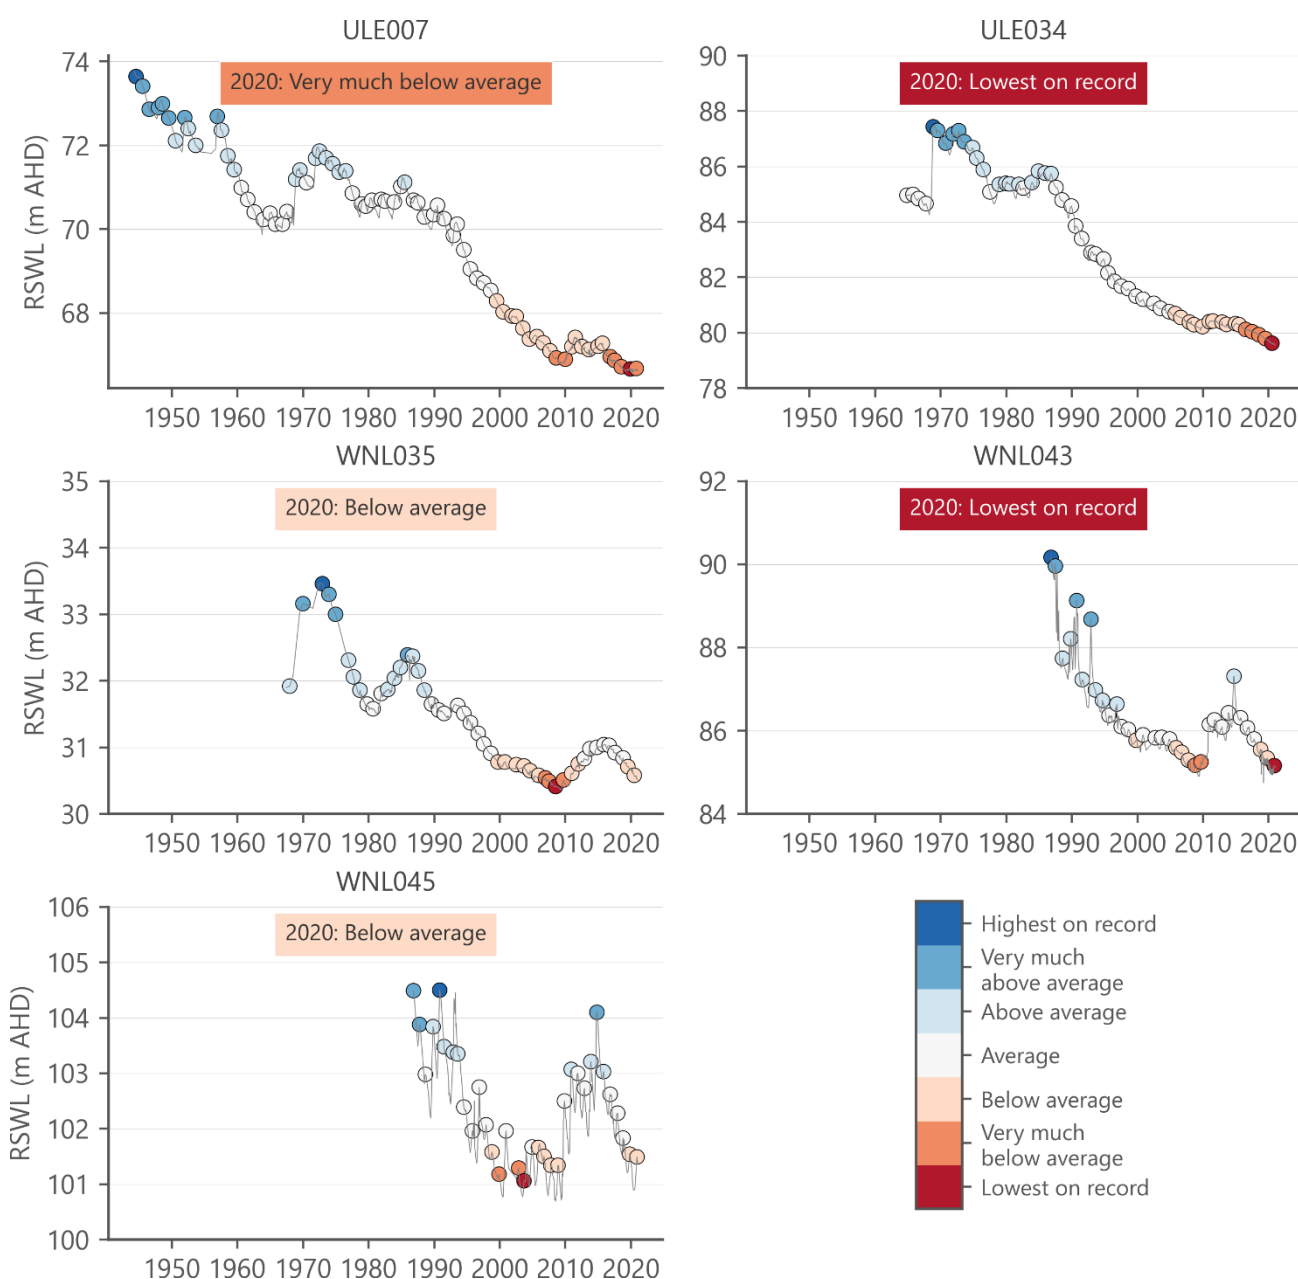 ULE007
2020: Very much below average
RSWL (m AHD)
74
72
70
68
1950 1960 1970 1980 1990 2000 2010 2020
ULE034
2020: Lowest on record
90
88
86
84
82
80
78
1950 1960 1970 1980 1990 2000 2010 2020
WNL035
2020: Below average
RSWL (m AHD)
35
34
33
32
31
30
1950 1960 1970 1980 1990 2000 2010 2020
WNL043
2020: Lowest on record
92
90
88
86
84
1950 1960 1970 1980 1990 2000 2010 2020
WNL045
2020: Below average
RSWL (m AHD)
106
105
104
103
102
101
100
1950 1960 1970 1980 1990 2000 2010 2020
Highest on record
Very much
above average
Above average
Average
Below average
Very much
below average
Lowest on record